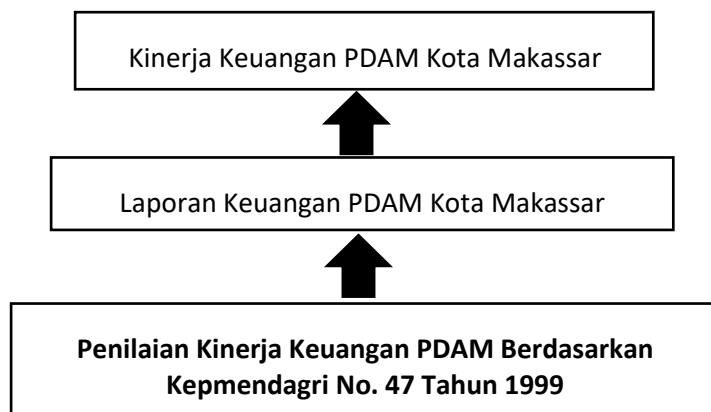 Kinerja Keuangan PDAM Kota Makassar
Laporan Keuangan PDAM Kota Makassar
Penilaian Kinerja Keuangan PDAM Berdasarkan
Kepmendagri No. 47 Tahun 1999